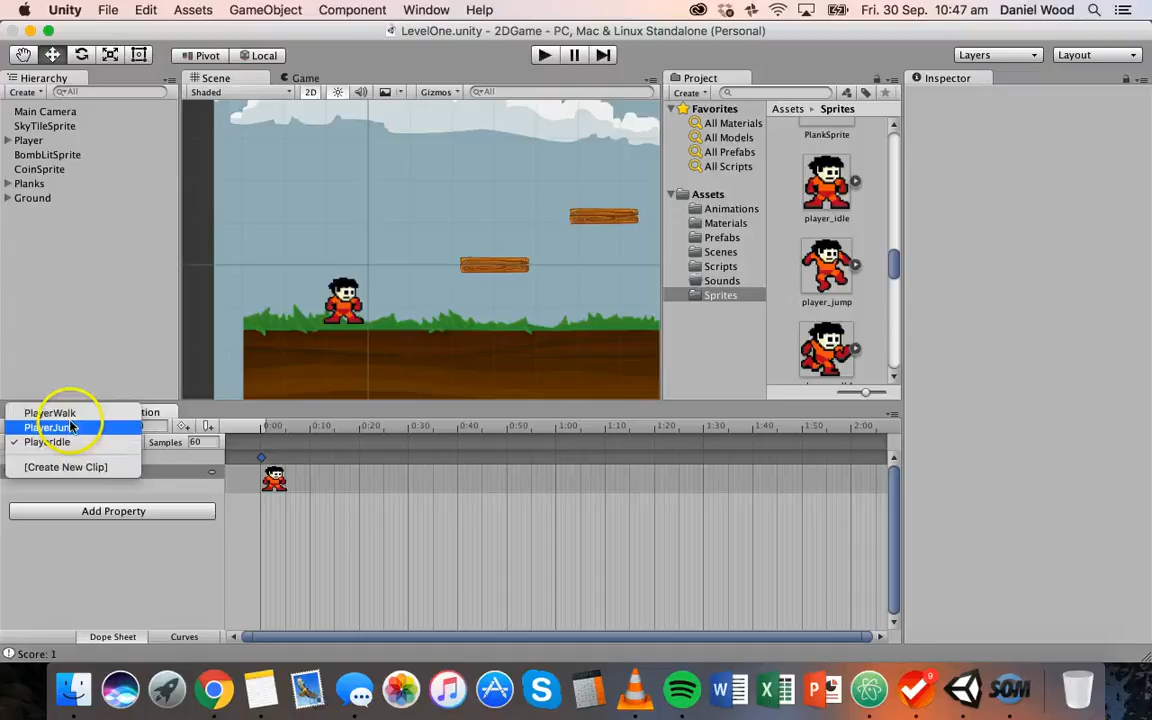 Unity File Edit Assets GameObject Component Window Help Fri. 30 Sep. 10:47 am Daniel Wood
LevelOne.unity - 2DGame - PC, Mac & Linux Standalone (Personal)
Pivot Local Layers Layout
Hierarchy Scene Game Project Inspector
Create All Shaded 2D Gizmos All Create
Main Camera
SkyTileSprite
Player
BombLitSprite
CoinSprite
Planks
Ground
Favorites
All Materials
All Models
All Prefabs
All Scripts
Assets
Animations
Materials
Prefabs
Scenes
Scripts
Sounds
Sprites
Assets Sprites
PlankSprite
player_idle
player_jump
PlayerWalk
PlayerIdle
[Create New Clip]
Samples 60
0:00 0:10 0:20 0:30 0:40 0:50 1:00 1:10 1:20 1:30 1:40 1:50 2:00
Add Property
Dope Sheet Curves
Score: 1
9
SOM